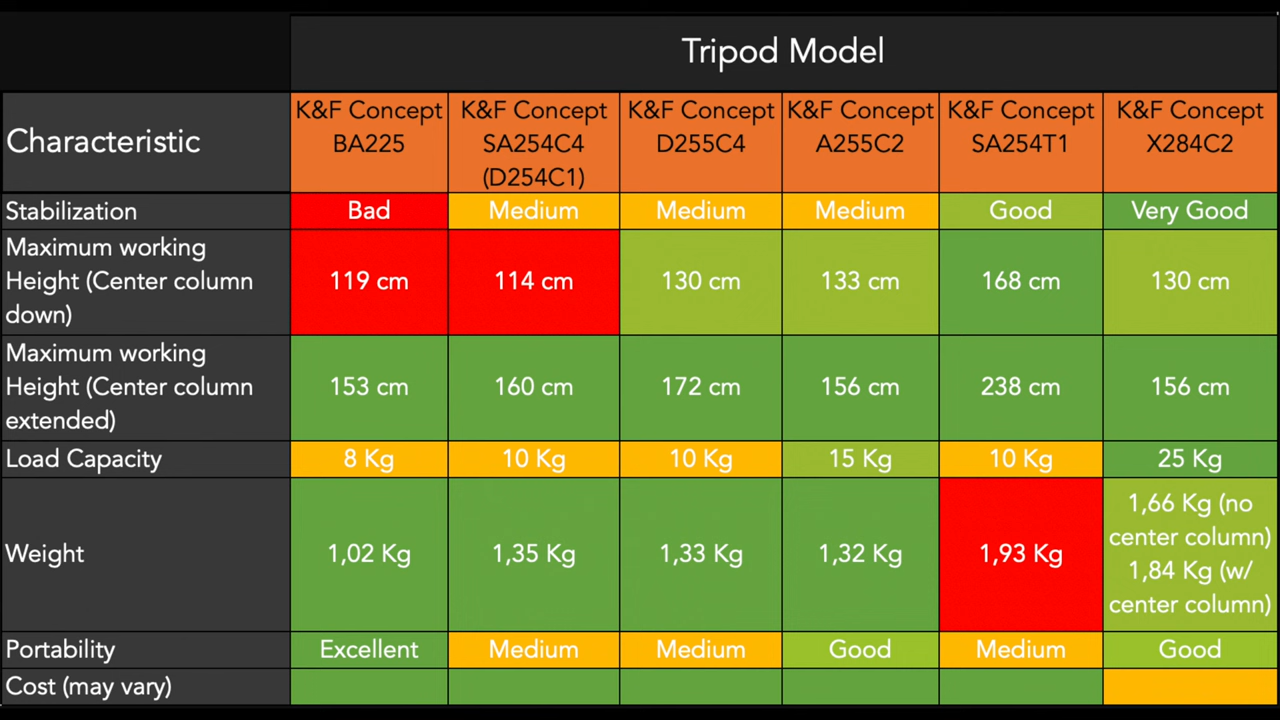 Tripod Model
Characteristic
K&F Concept
BA225
K&F Concept
SA254C4
(D254C1)
K&F Concept
D255C4
K&F Concept
A255C2
K&F Concept
SA254T1
K&F Concept
X284C2
Stabilization
Bad
Medium
Medium
Medium
Good
Very Good
Maximum working
Height (Center column
down)
119 cm
114 cm
130 cm
133 cm
168 cm
130 cm
Maximum working
Height (Center column
extended)
153 cm
160 cm
172 cm
156 cm
238 cm
156 cm
Load Capacity
8 Kg
10 Kg
10 Kg
15 Kg
10 Kg
25 Kg
Weight
1,02 Kg
1,35 Kg
1,33 Kg
1,32 Kg
1,93 Kg
1,66 Kg (no
center column)
1,84 Kg (w/
center column)
Portability
Excellent
Medium
Medium
Good
Medium
Good
Cost (may vary)